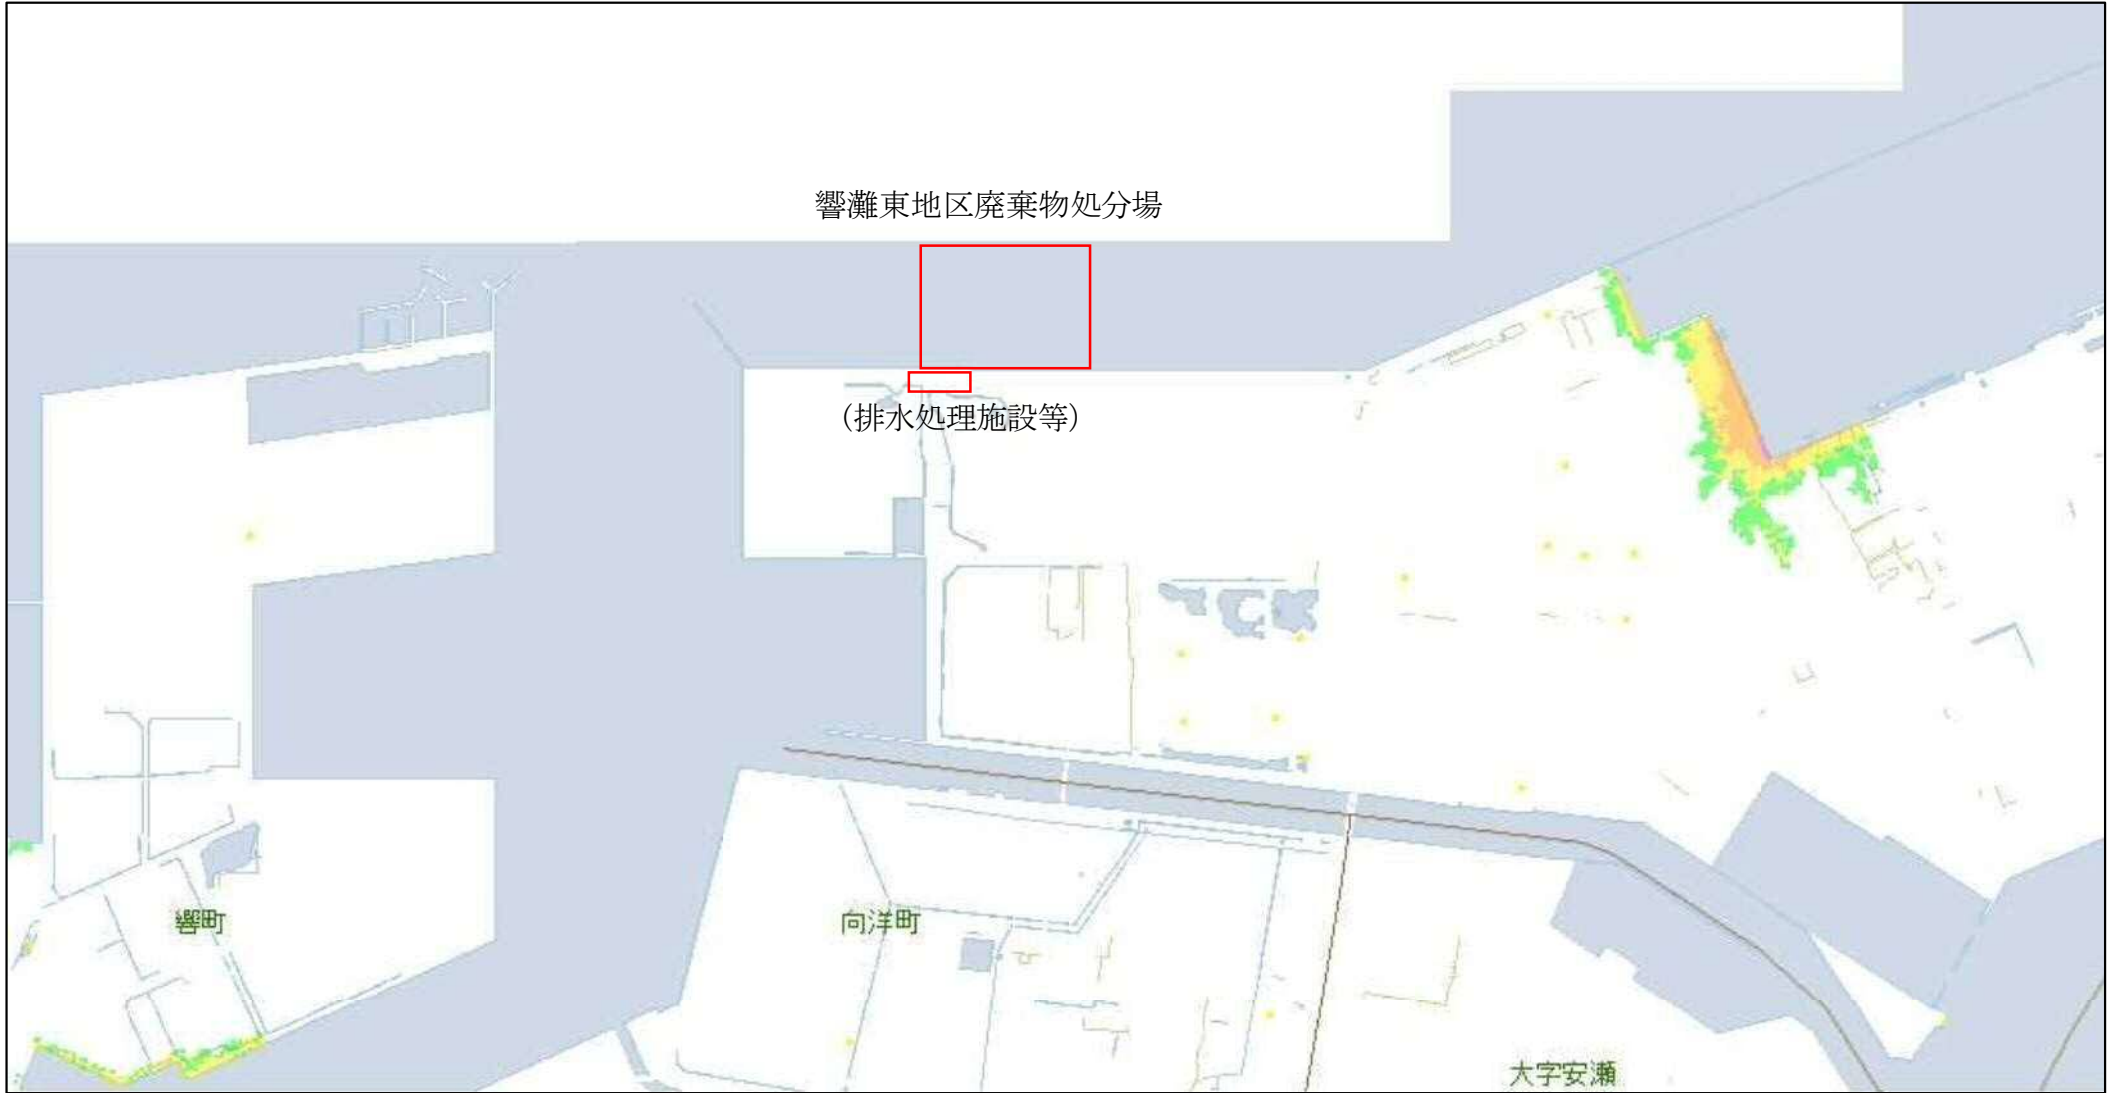 響灘東地区廃棄物処分場
(排水処理施設等)
響町
向洋町
大字安瀬